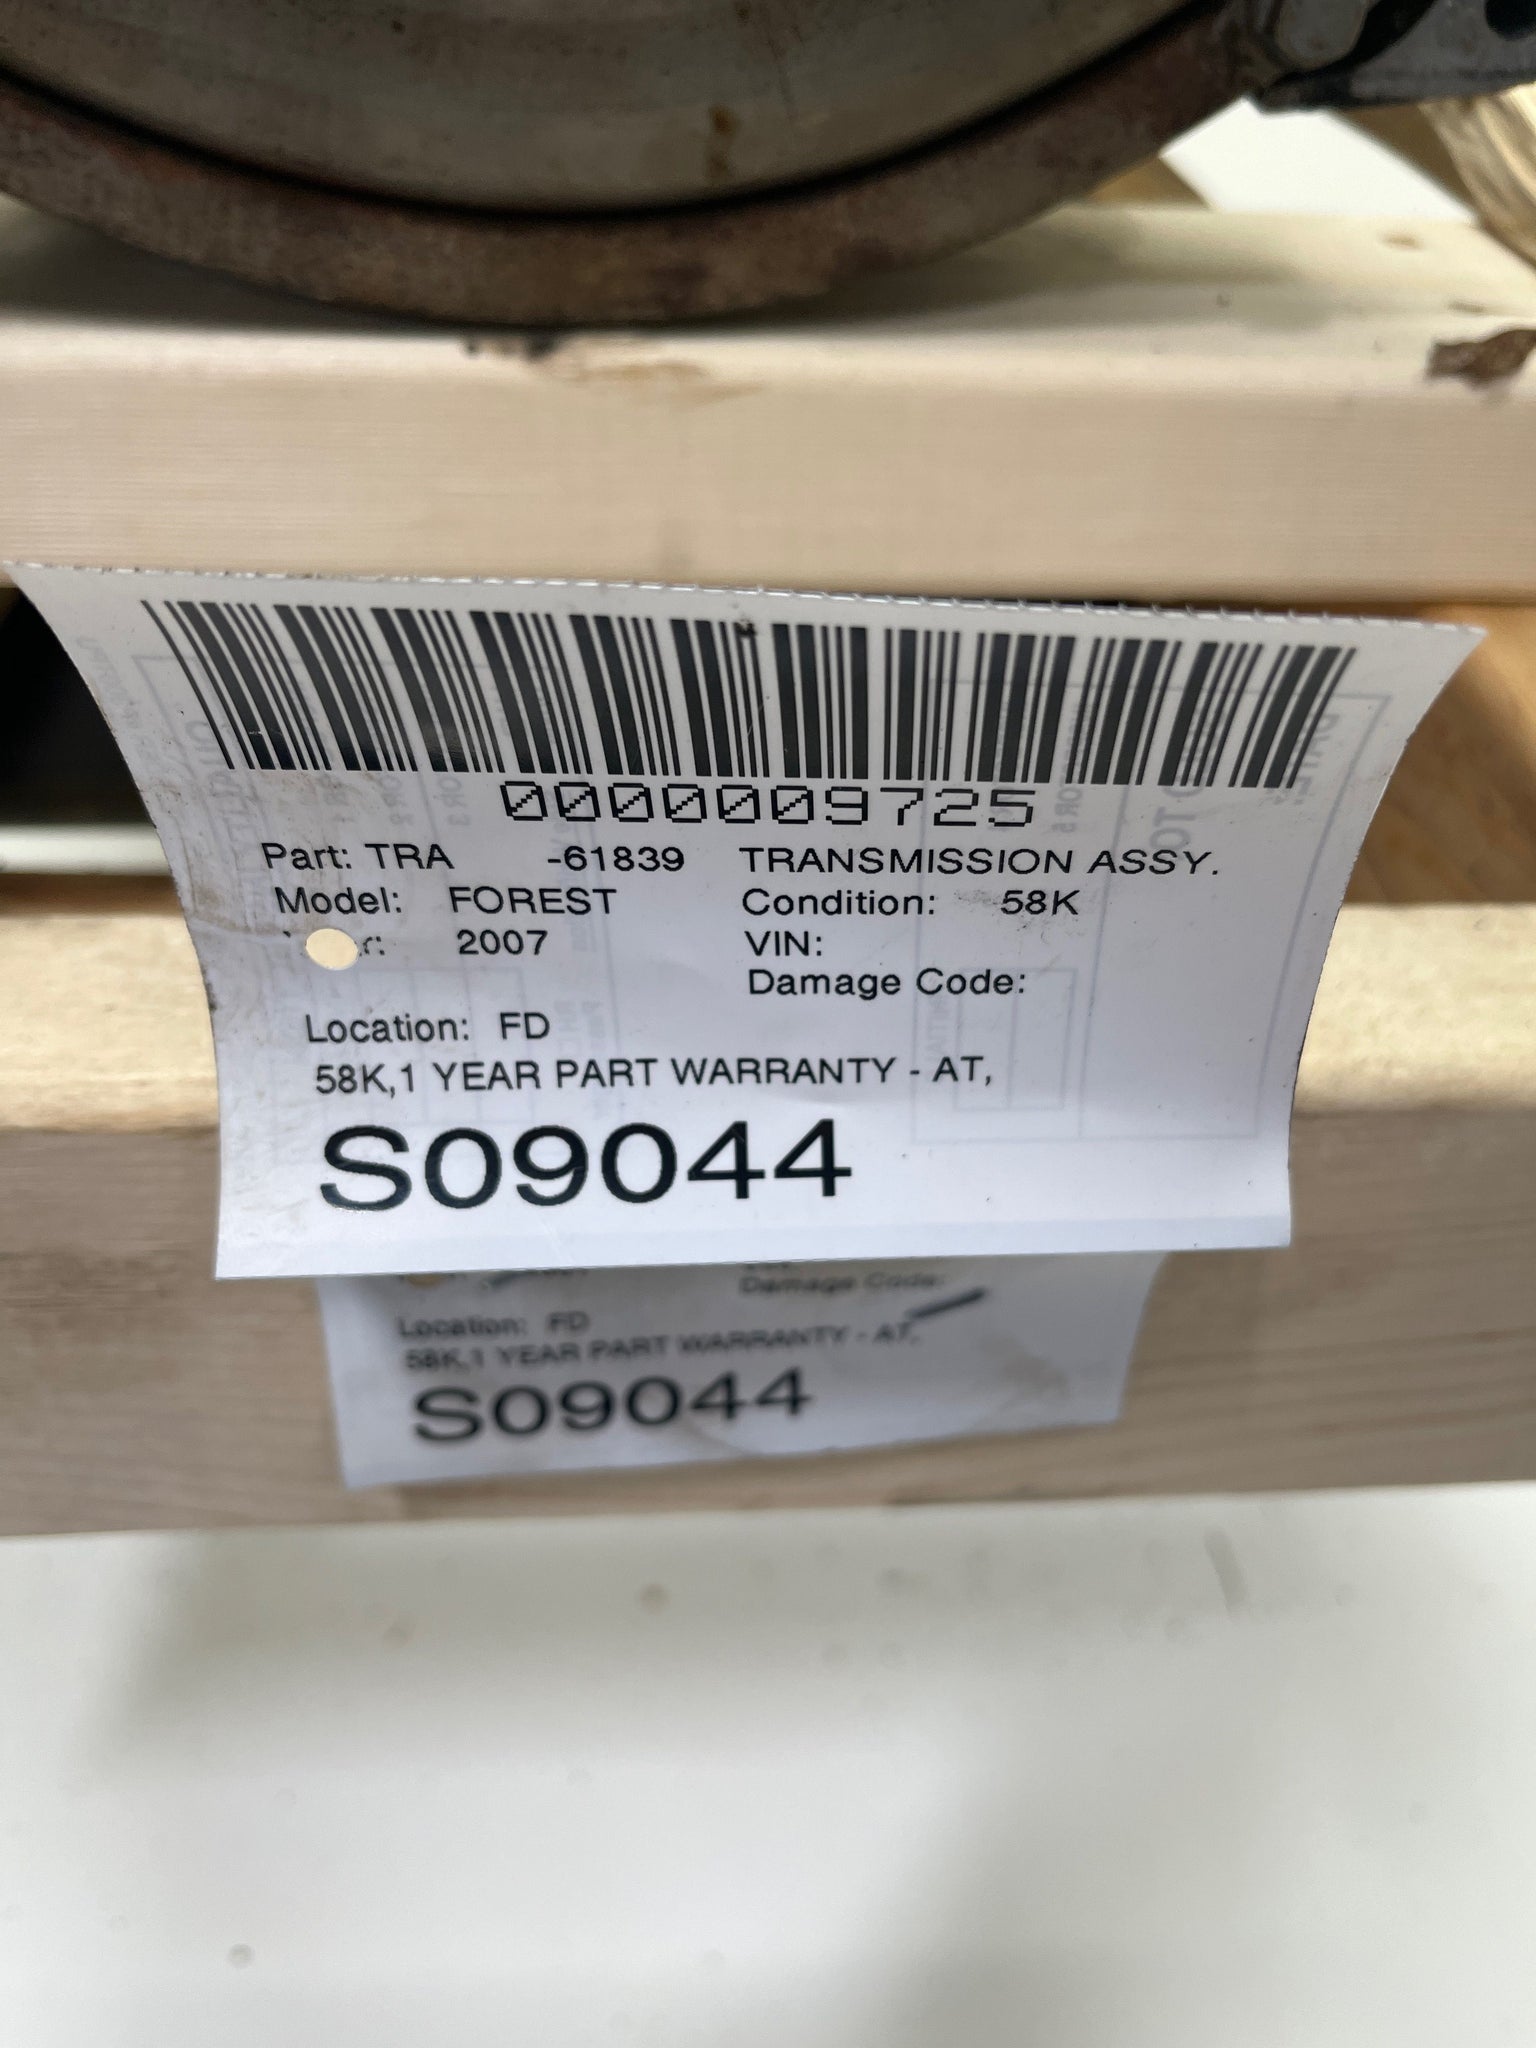 0000009725
Part: TRA -61839 TRANSMISSION ASSY.
Model: FOREST Condition: 58K
2007 VIN:
Damage Code:
Location: FD
58K,1 YEAR PART WARRANTY - AT,
S09044
Damage Code:
Location: FD
58K,1 YEAR PART WARRANTY - AT,
S09044